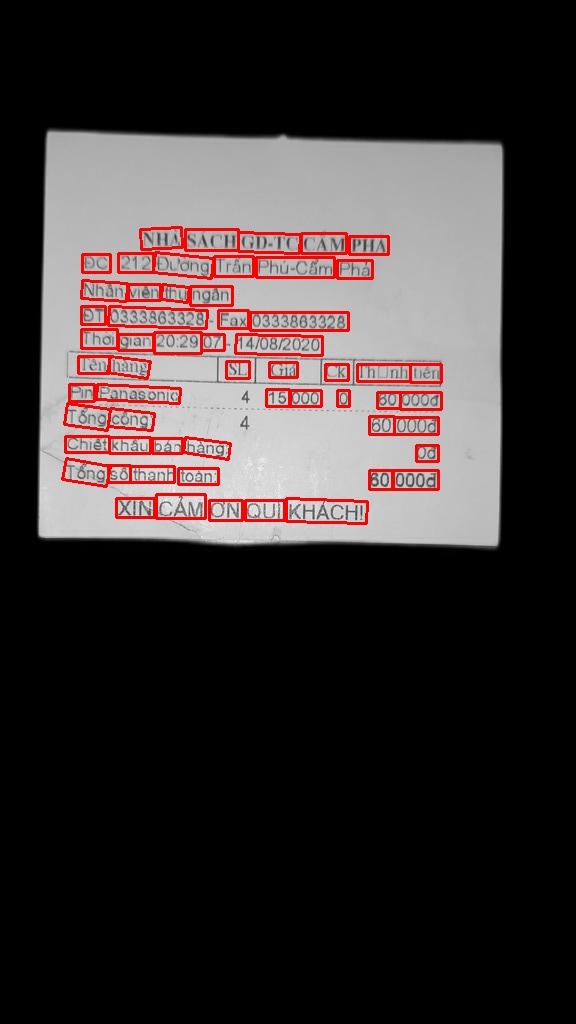 NHÀ SÁCH GD-TC CẨM PHẢ
ĐC 212 Đường Trần Phú-Cẩm Phả
Nhân viên thu ngân
ĐT 0333863328 - Fax 0333863328
Thời gian 20:29 07 - 14/08/2020
Tên hàng SL Giá Ck Th□nh tiền
Pin Panasonic 4 15 000 0 60 000đ
Tổng cộng 4 60 000đ
Chiết khấu bán hàng: 0đ
Tổng số thanh toán: 60 000đ
XIN CẢM ƠN QUÍ KHÁCH!